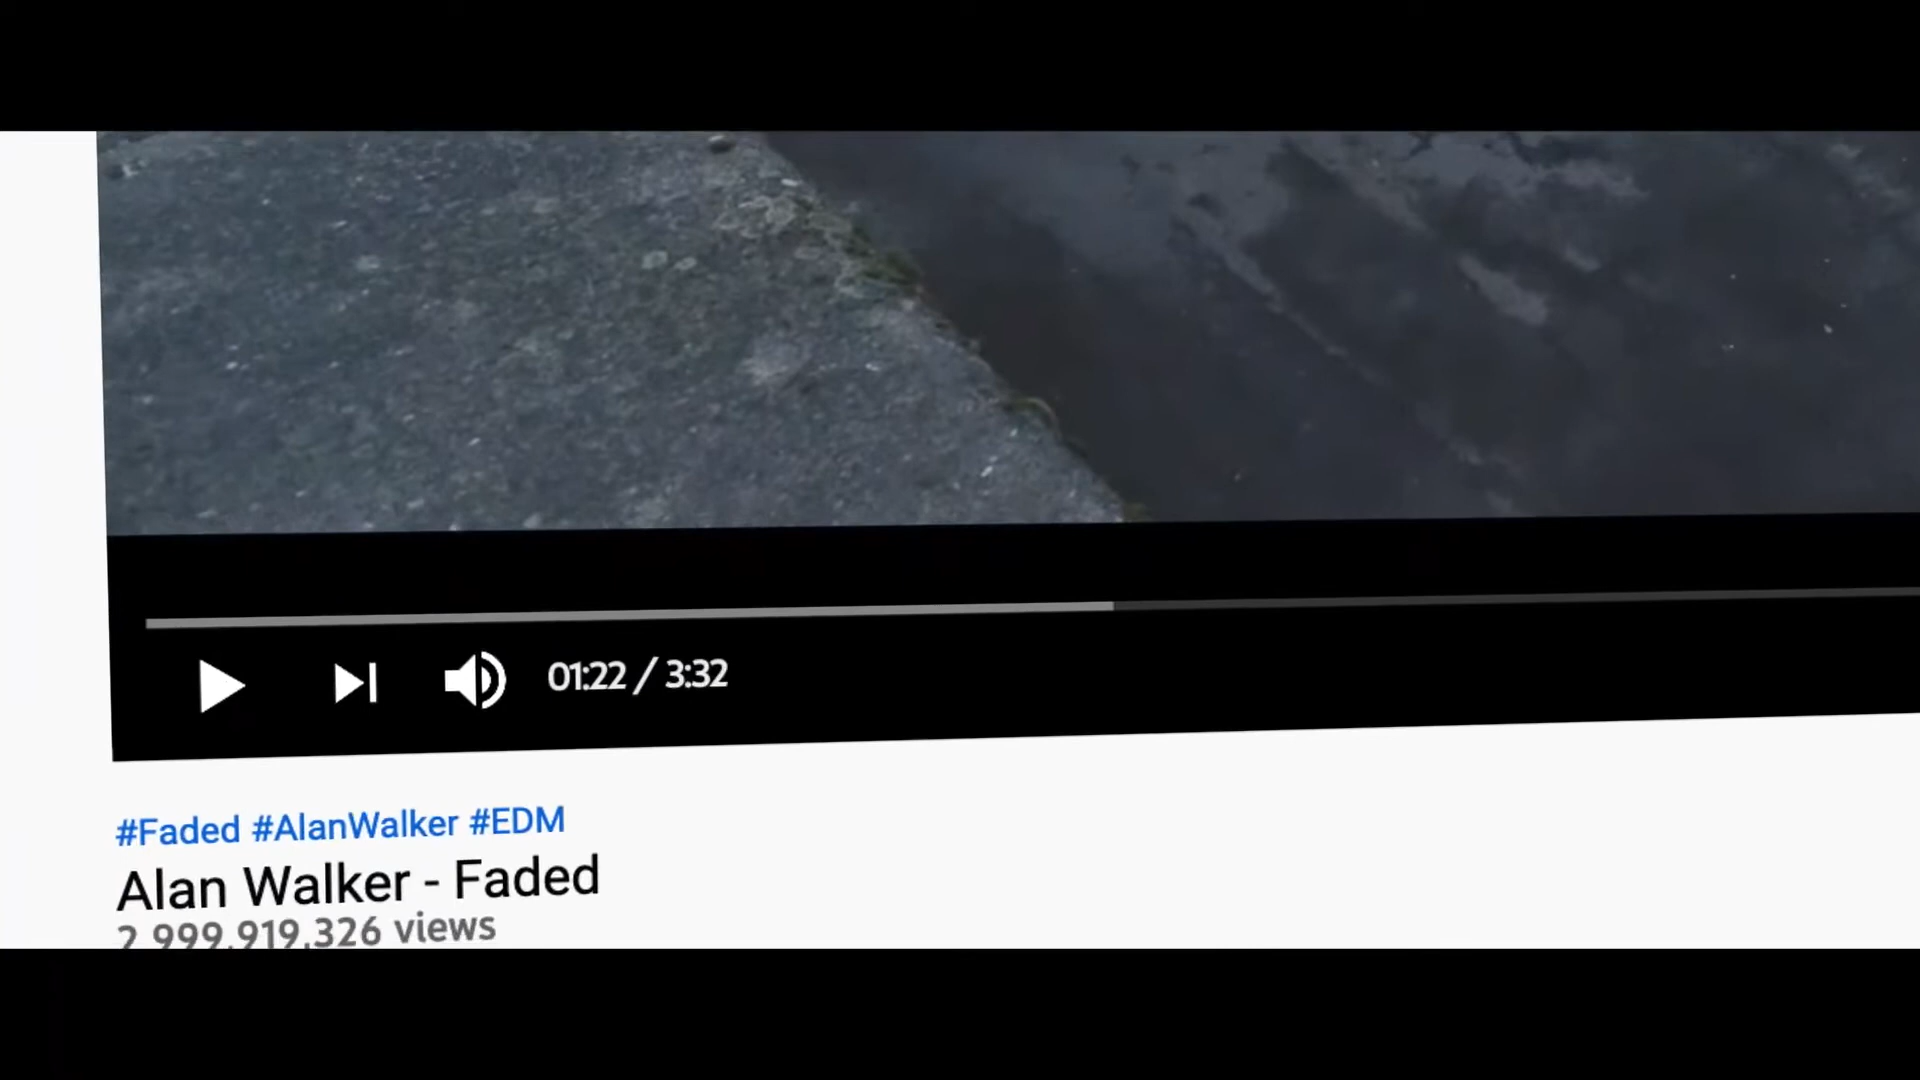 01:22 / 3:32
#Faded #AlanWalker #EDM
Alan Walker - Faded
2,999,919,326 views